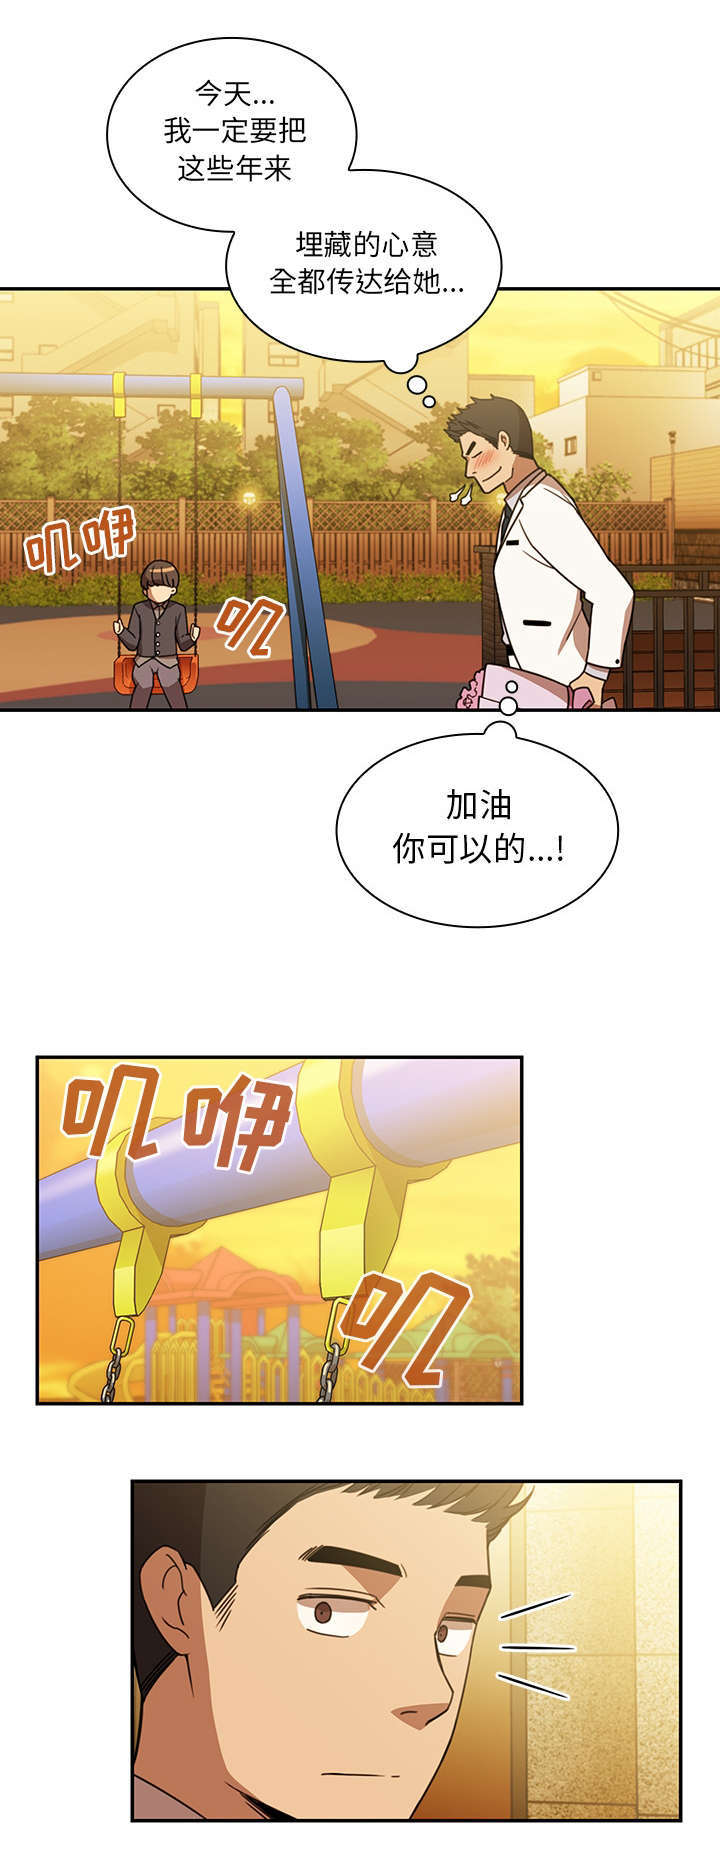 今天...
我一定要把
这些年来
埋藏的心意
全都传达给她...
叽咿
叽
加油
你可以的...!
叽咿
叽